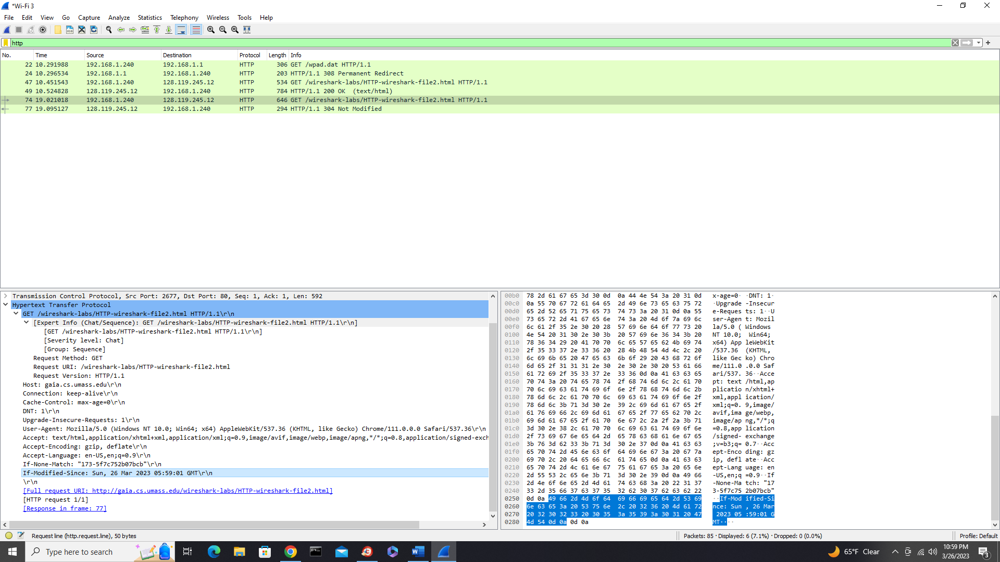 *Wi-Fi 3
File Edit View Go Capture Analyze Statistics Telephony Wireless Tools Help
http
No. Time Source Destination Protocol Length Info
22 10.291988 192.168.1.240 192.168.1.1 HTTP 306 GET /wpad.dat HTTP/1.1
24 10.296534 192.168.1.1 192.168.1.240 HTTP 203 HTTP/1.1 308 Permanent Redirect
47 10.451543 192.168.1.240 128.119.245.12 HTTP 534 GET /wireshark-labs/HTTP-wireshark-file2.html HTTP/1.1
49 10.524828 128.119.245.12 192.168.1.240 HTTP 784 HTTP/1.1 200 OK (text/html)
74 19.021018 192.168.1.240 128.119.245.12 HTTP 646 GET /wireshark-labs/HTTP-wireshark-file2.html HTTP/1.1
77 19.095127 128.119.245.12 192.168.1.240 HTTP 294 HTTP/1.1 304 Not Modified
Transmission Control Protocol, Src Port: 2677, Dst Port: 80, Seq: 1, Ack: 1, Len: 592
Hypertext Transfer Protocol
GET /wireshark-labs/HTTP-wireshark-file2.html HTTP/1.1\r\n
[Expert Info (Chat/Sequence): GET /wireshark-labs/HTTP-wireshark-file2.html HTTP/1.1\r\n]
[GET /wireshark-labs/HTTP-wireshark-file2.html HTTP/1.1\r\n]
[Severity level: Chat]
[Group: Sequence]
Request Method: GET
Request URI: /wireshark-labs/HTTP-wireshark-file2.html
Request Version: HTTP/1.1
Host: gaia.cs.umass.edu\r\n
Connection: keep-alive\r\n
Cache-Control: max-age=0\r\n
DNT: 1\r\n
Upgrade-Insecure-Requests: 1\r\n
User-Agent: Mozilla/5.0 (Windows NT 10.0; Win64; x64) AppleWebKit/537.36 (KHTML, like Gecko) Chrome/111.0.0.0 Safari/537.36\r\n
Accept: text/html,application/xhtml+xml,application/xml;q=0.9,image/avif,image/webp,image/apng,*/*;q=0.8,application/signed-exch
Accept-Encoding: gzip, deflate\r\n
Accept-Language: en-US,en;q=0.9\r\n
If-None-Match: "173-5f7c752b07bcb"\r\n
If-Modified-Since: Sun, 26 Mar 2023 05:59:01 GMT\r\n
\r\n
[Full request URI: http://gaia.cs.umass.edu/wireshark-labs/HTTP-wireshark-file2.html]
[HTTP request 1/1]
[Response in frame: 77]
00b0 78 2d 61 67 65 3d 30 0d 0a 44 4e 54 3a 20 31 0d x-age=0· ·DNT: 1·
00c0 0a 55 70 67 72 61 64 65 2d 49 6e 73 65 63 75 72 ·Upgrade -Insecur
00d0 65 2d 52 65 71 75 65 73 74 73 3a 20 31 0d 0a 55 e-Reques ts: 1··U
00e0 73 65 72 2d 41 67 65 6e 74 3a 20 4d 6f 7a 69 6c ser-Agen t: Mozil
00f0 6c 61 2f 35 2e 30 20 28 57 69 6e 64 6f 77 73 20 la/5.0 ( Windows
0100 4e 54 20 31 30 2e 30 3b 20 57 69 6e 36 34 3b 20 NT 10.0; Win64;
0110 78 36 34 29 20 41 70 70 6c 65 57 65 62 4b 69 74 x64) App leWebKit
0120 2f 35 33 37 2e 33 36 20 28 4b 48 54 4d 4c 2c 20 /537.36 (KHTML,
0130 6c 69 6b 65 20 47 65 63 6b 6f 29 20 43 68 72 6f like Gec ko) Chro
0140 6d 65 2f 31 31 31 2e 30 2e 30 2e 30 20 53 61 66 me/111.0 .0.0 Saf
0150 61 72 69 2f 35 33 37 2e 33 36 0d 0a 41 63 63 65 ari/537. 36··Acce
0160 70 74 3a 20 74 65 78 74 2f 68 74 6d 6c 2c 61 70 pt: text /html,ap
0170 70 6c 69 63 61 74 69 6f 6e 2f 78 68 74 6d 6c 2b plicatio n/xhtml+
0180 78 6d 6c 2c 61 70 70 6c 69 63 61 74 69 6f 6e 2f xml,appl ication/
0190 78 6d 6c 3b 71 3d 30 2e 39 2c 69 6d 61 67 65 2f xml;q=0. 9,image/
01a0 61 76 69 66 2c 69 6d 61 67 65 2f 77 65 62 70 2c avif,ima ge/webp,
01b0 69 6d 61 67 65 2f 61 70 6e 67 2c 2a 2f 2a 3b 71 image/ap ng,*/*;q
01c0 3d 30 2e 38 2c 61 70 70 6c 69 63 61 74 69 6f 6e =0.8,app lication
01d0 2f 73 69 67 6e 65 64 2d 65 78 63 68 61 6e 67 65 /signed- exchange
01e0 3b 76 3d 62 33 3b 71 3d 30 2e 37 0d 0a 41 63 63 ;v=b3;q= 0.7··Acc
01f0 65 70 74 2d 45 6e 63 6f 64 69 6e 67 3a 20 67 7a ept-Enco ding: gz
0200 69 70 2c 20 64 65 66 6c 61 74 65 0d 0a 41 63 63 ip, defl ate··Acc
0210 65 70 74 2d 4c 61 6e 67 75 61 67 65 3a 20 65 6e ept-Lang uage: en
0220 2d 55 53 2c 65 6e 3b 71 3d 30 2e 39 0d 0a 49 66 -US,en;q =0.9··If
0230 2d 4e 6f 6e 65 2d 4d 61 74 63 68 3a 20 22 31 37 -None-Ma tch: "17
0240 33 2d 35 66 37 63 37 35 32 62 30 37 62 63 62 22 3-5f7c75 2b07bcb"
0250 0d 0a 49 66 2d 4d 6f 64 69 66 69 65 64 2d 53 69 ··If-Mod ified-Si
0260 6e 63 65 3a 20 53 75 6e 2c 20 32 36 20 4d 61 72 nce: Sun , 26 Mar
0270 20 32 30 32 33 20 30 35 3a 35 39 3a 30 31 20 47 2023 05 :59:01 G
0280 4d 54 0d 0a 0d 0a MT····
Request line (http.request.line), 50 bytes
Packets: 85 · Displayed: 6 (7.1%) · Dropped: 0 (0.0%)
Profile: Default
Type here to search
65°F Clear
10:59 PM
3/26/2023
3